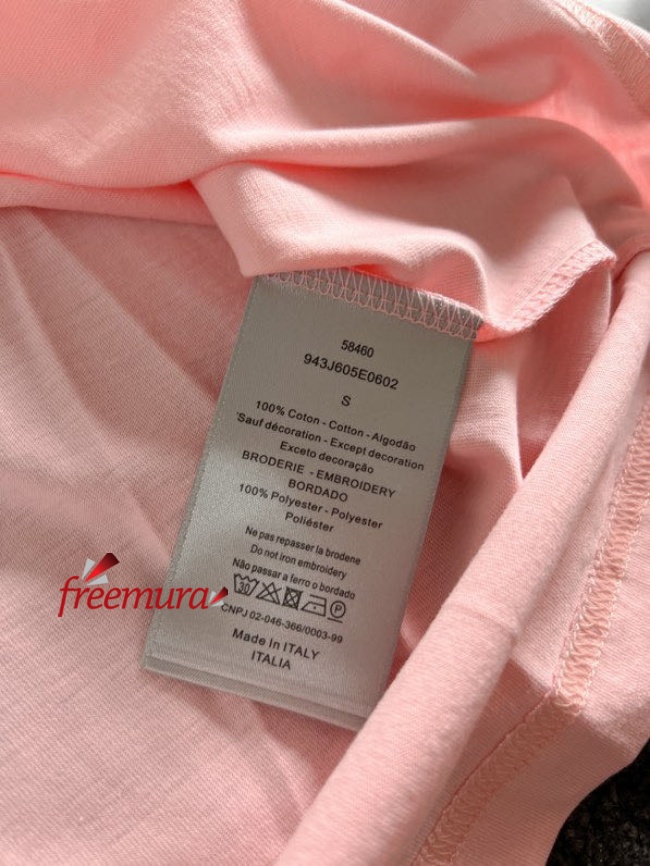 58460
943J605E0602
S
100% Coton - Cotton - Algodão
'Sauf décoration - Except decoration
Exceto decoração
BRODERIE - EMBROIDERY
BORDADO
100% Polyester - Polyester
Poliéster
Ne pas repasser la brodene
Do not iron embroidery
Não passar a ferro o bordado
30 P
CNPJ 02-046-366/0003-99
Made in ITALY
ITALIA
freemura